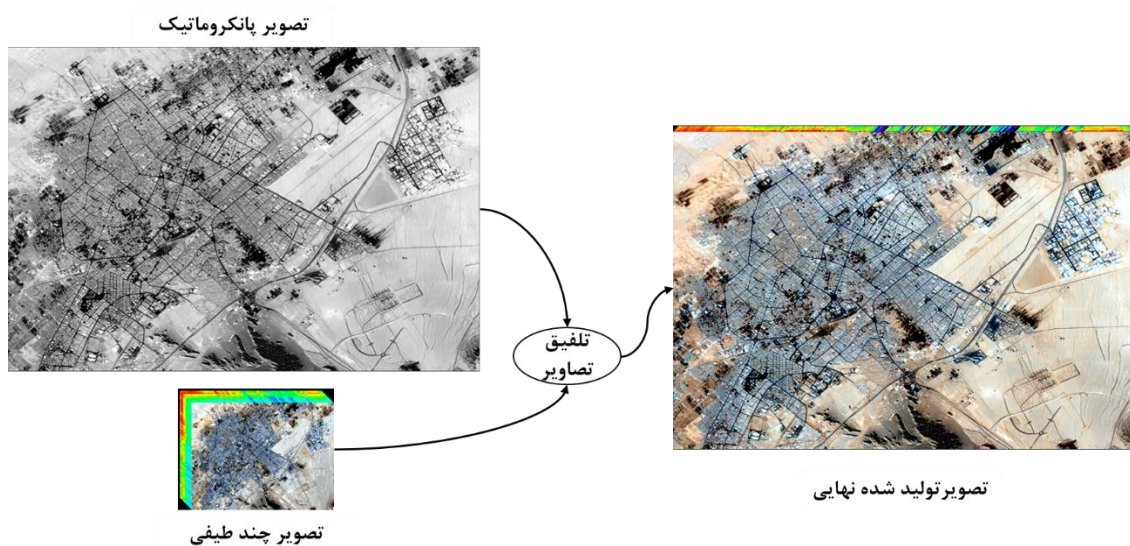 تصویر پانکروماتیک
تلفیق
تصاویر
تصویر چند طیفی
تصویرتولید شده نهایی